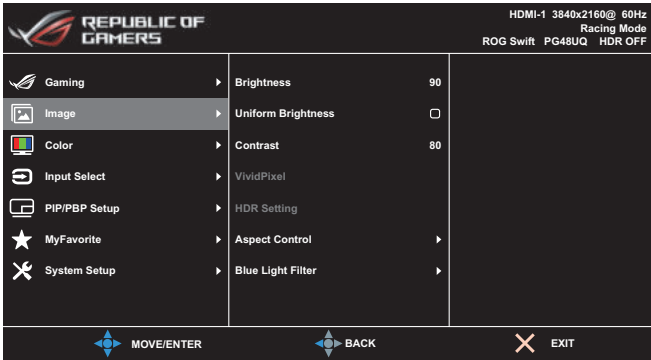 REPUBLIC OF
GAMERS
HDMI-1 3840x2160@ 60Hz
Racing Mode
ROG Swift PG48UQ HDR OFF
Gaming
Image
Color
Input Select
PIP/PBP Setup
MyFavorite
System Setup
Brightness 90
Uniform Brightness
Contrast 80
VividPixel
HDR Setting
Aspect Control
Blue Light Filter
MOVE/ENTER
BACK
EXIT